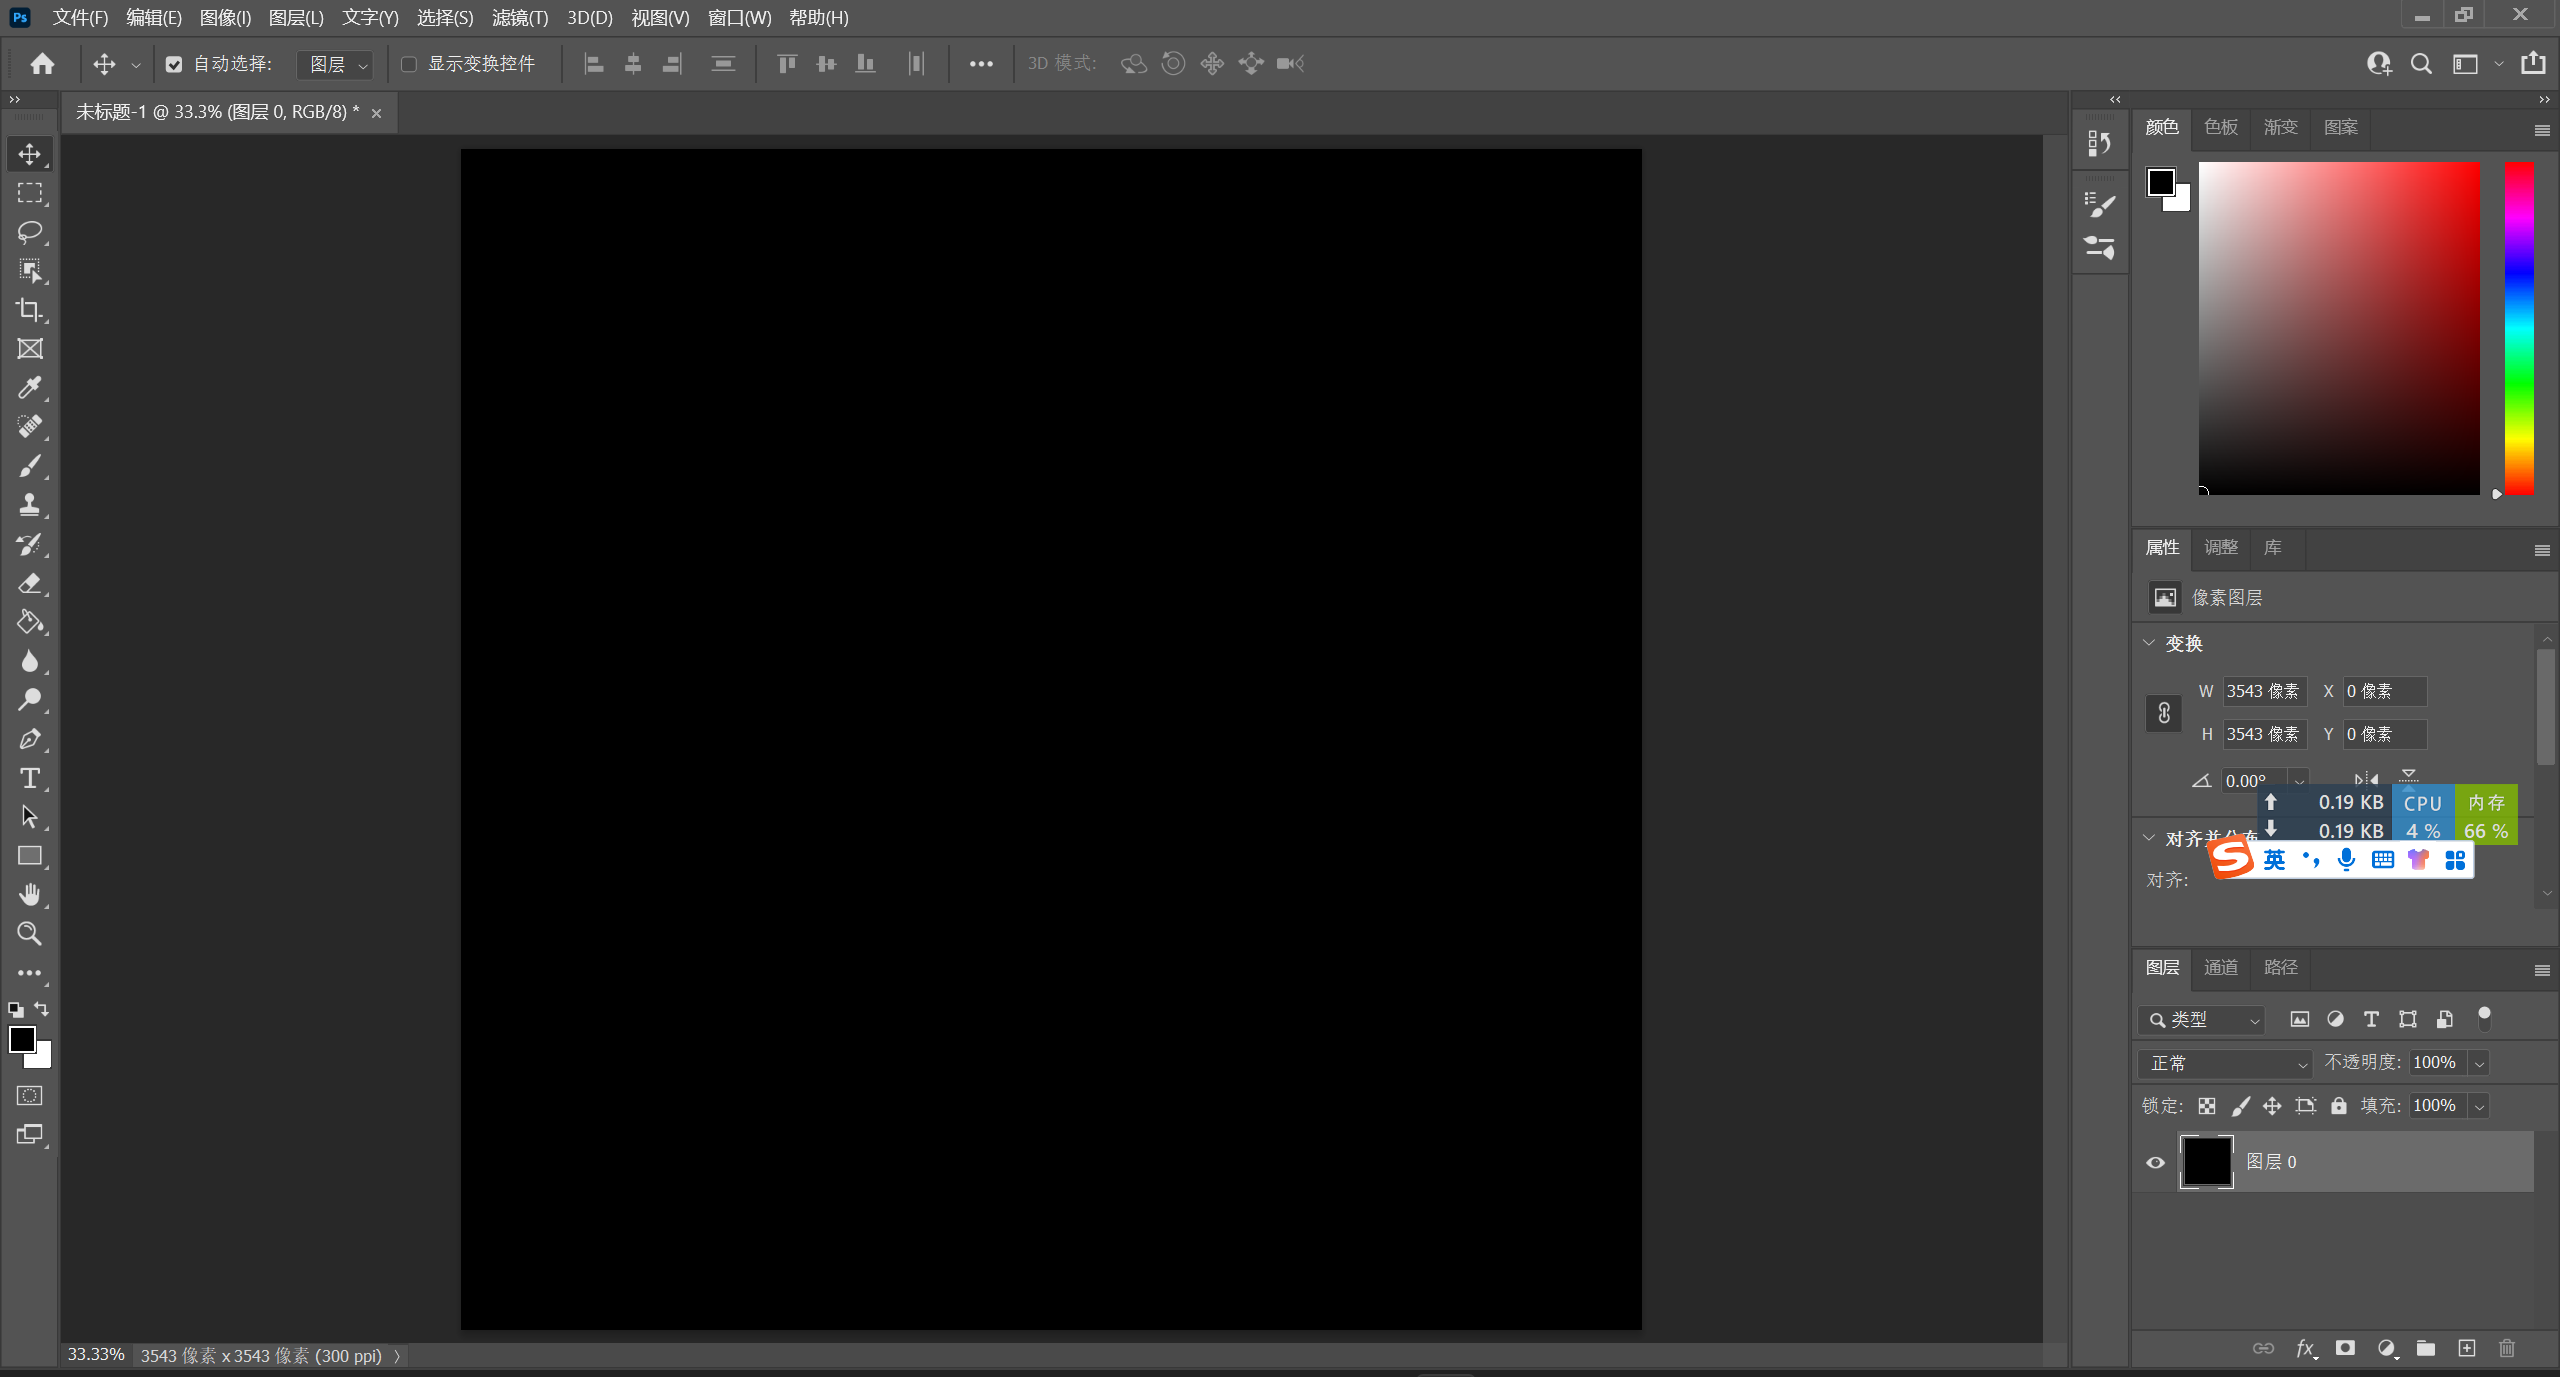 Ps 文件(F) 编辑(E) 图像(I) 图层(L) 文字(Y) 选择(S) 滤镜(T) 3D(D) 视图(V) 窗口(W) 帮助(H)
自动选择: 图层 显示变换控件 3D 模式:
未标题-1 @ 33.3% (图层 0, RGB/8) *
颜色 色板 渐变 图案
属性 调整 库
像素图层
变换
W 3543 像素 X 0 像素
H 3543 像素 Y 0 像素
0.00°
0.19 KB CPU 内存
0.19 KB 4 % 66 %
对齐并分布
英
对齐:
图层 通道 路径
类型
正常 不透明度: 100%
锁定: 填充: 100%
图层 0
fx
33.33% 3543 像素 x 3543 像素 (300 ppi)